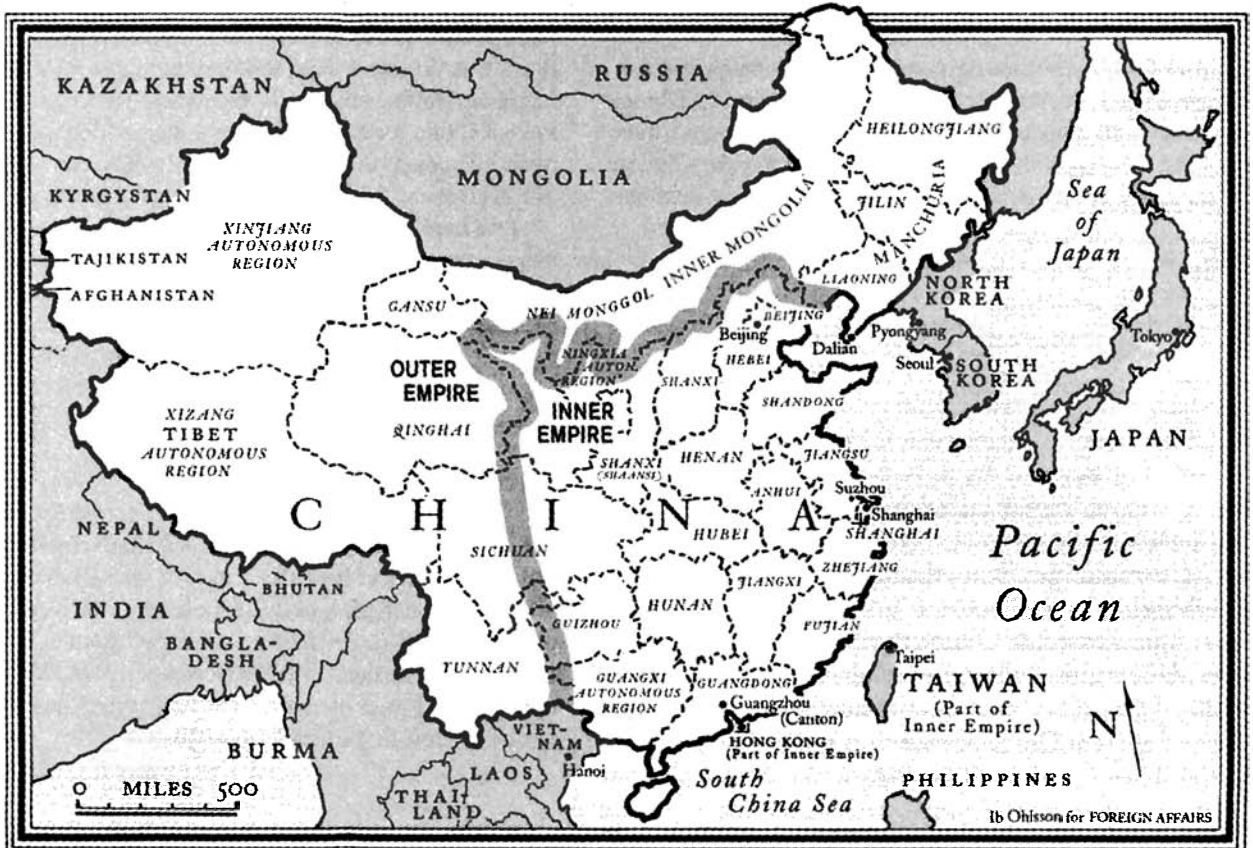 KAZAKHSTAN
RUSSIA
HEILONGJIANG
MONGOLIA
KYRGYSTAN
JILIN
MANCHURIA
Sea
of
Japan
XINJIANG
AUTONOMOUS
REGION
TAJIKISTAN
AFGHANISTAN
NEI MONGGOL INNER MONGOLIA
LIAONING
NORTH
KOREA
GANSU
BEIJING
Beijing
Pyongyang
Tokyo
Dalian
Seoul
SOUTH
KOREA
NINGXIA
AUTON.
REGION
HEBEI
SHANXI
OUTER
EMPIRE
INNER
EMPIRE
SHANDONG
XIZANG
TIBET
AUTONOMOUS
REGION
QINGHAI
JAPAN
SHANXI
(SHAANSI)
HENAN
JIANGSU
ANHUI
Suzhou
CHINA
Shanghai
SHANGHAI
NEPAL
HUBEI
SICHUAN
ZHEJIANG
Pacific
Ocean
BHUTAN
JIANGXI
INDIA
HUNAN
GUIZHOU
FUJIAN
BANGLA-
DESH
YUNNAN
Taipei
GUANGXI
AUTONOMOUS
REGION
GUANGDONG
TAIWAN
(Part of
Inner Empire)
Guangzhou
(Canton)
N
HONG KONG
(Part of Inner Empire)
BURMA
VIET-
NAM
Hanoi
LAOS
THAI
LAND
South
China Sea
PHILIPPINES
0 MILES 500
Ib Ohlsson for FOREIGN AFFAIRS